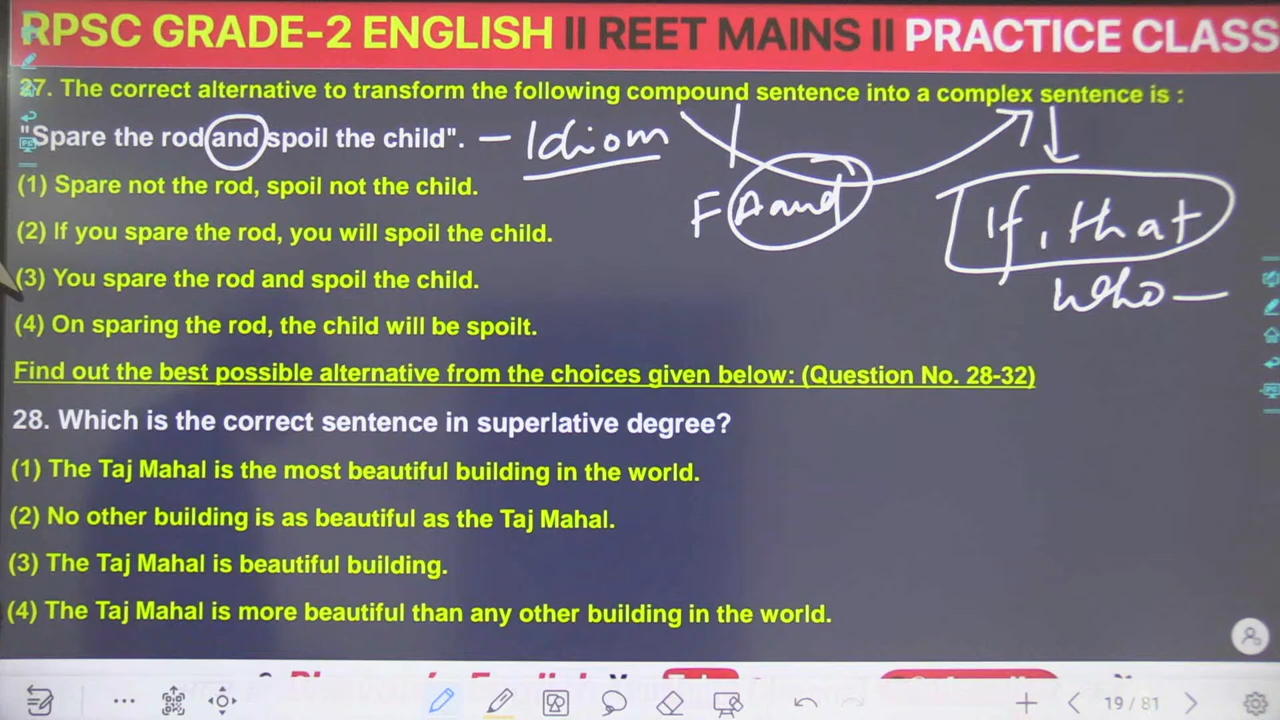 RPSC GRADE-2 ENGLISH II REET MAINS II PRACTICE CLASS
27. The correct alternative to transform the following compound sentence into a complex sentence is :
"Spare the rod and spoil the child". – Idiom
(1) Spare not the rod, spoil not the child.
(2) If you spare the rod, you will spoil the child.
(3) You spare the rod and spoil the child.
(4) On sparing the rod, the child will be spoilt.
F A and
If, that
who –
Find out the best possible alternative from the choices given below: (Question No. 28-32)
28. Which is the correct sentence in superlative degree?
(1) The Taj Mahal is the most beautiful building in the world.
(2) No other building is as beautiful as the Taj Mahal.
(3) The Taj Mahal is beautiful building.
(4) The Taj Mahal is more beautiful than any other building in the world.
19 / 81